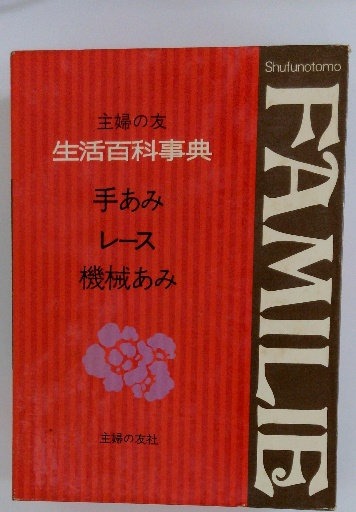 主婦の友
生活百科事典
手あみ
レース
機械あみ
主婦の友社
Shufunotomo
FAMILIE